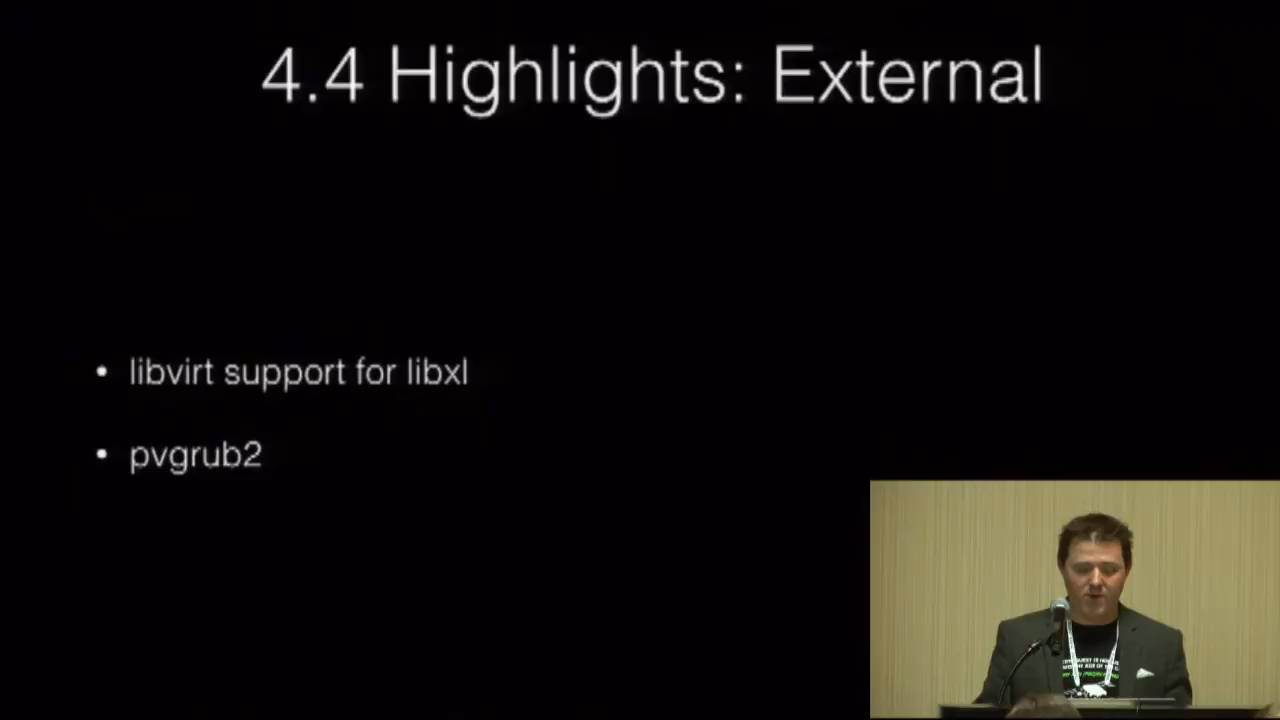 4.4 Highlights: External
• libvirt support for libxl
• pvgrub2